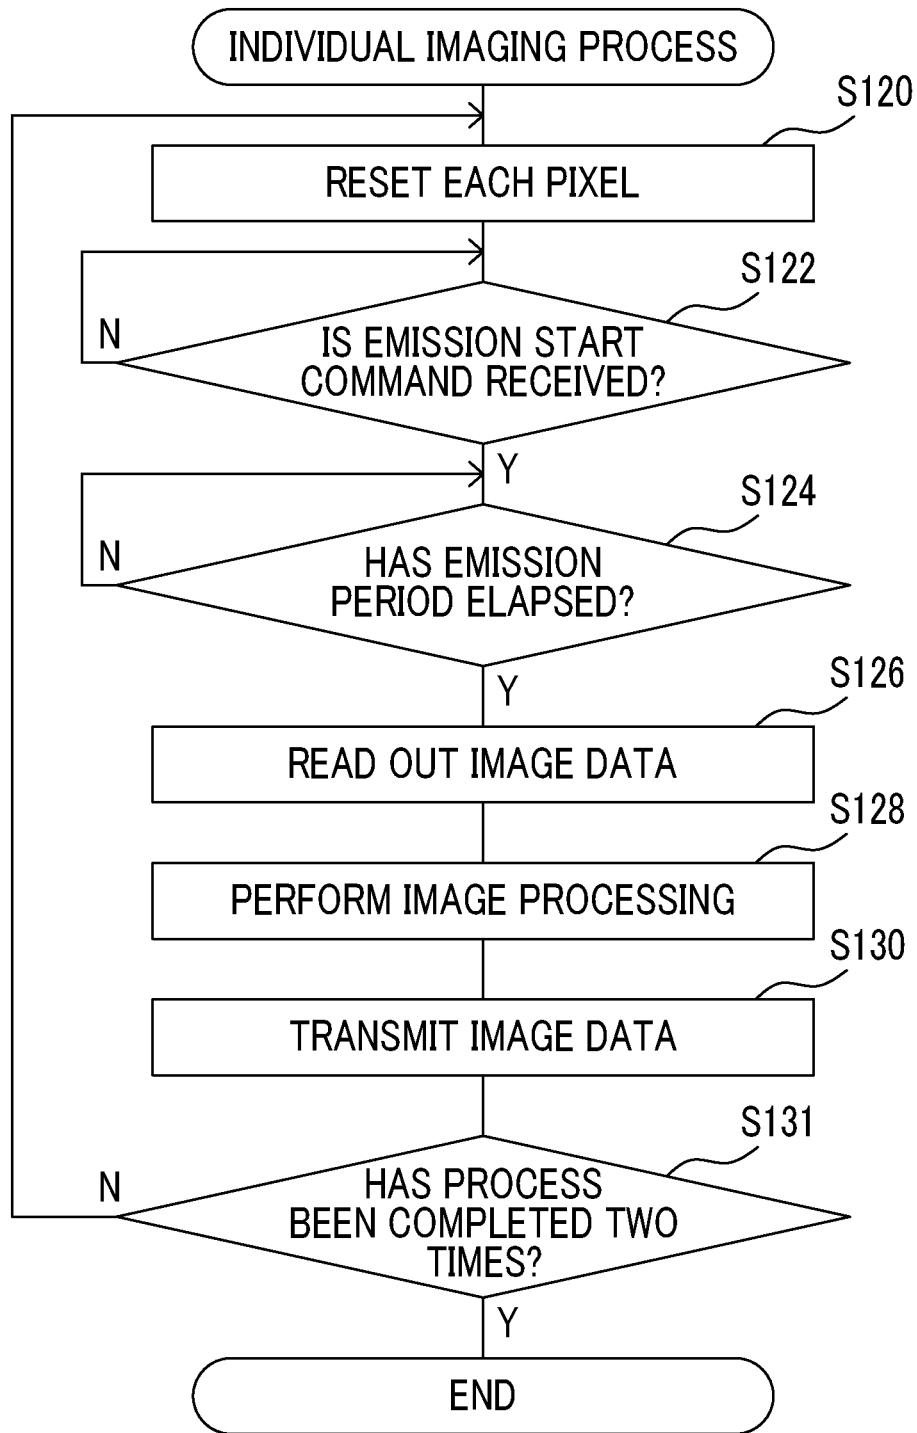 INDIVIDUAL IMAGING PROCESS
S120
RESET EACH PIXEL
S122
N
IS EMISSION START
COMMAND RECEIVED?
Y
S124
N
HAS EMISSION
PERIOD ELAPSED?
Y
S126
READ OUT IMAGE DATA
S128
PERFORM IMAGE PROCESSING
S130
TRANSMIT IMAGE DATA
S131
N
HAS PROCESS
BEEN COMPLETED TWO
TIMES?
Y
END